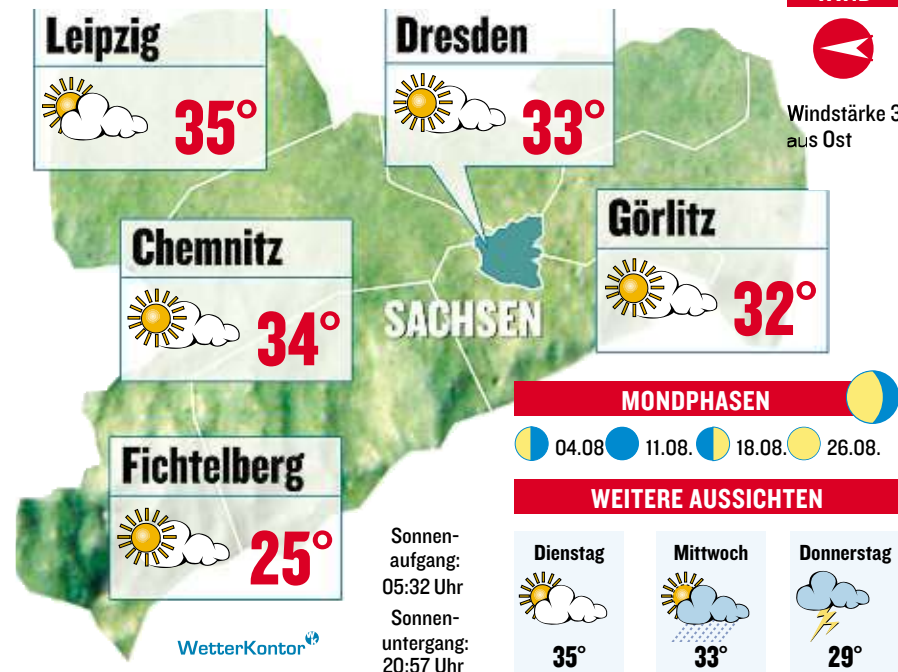 Leipzig
35°
Dresden
33°
Windstärke 3
aus Ost
Chemnitz
34°
Görlitz
32°
SACHSEN
Fichtelberg
25°
MONDPHASEN
04.08
11.08.
18.08.
26.08.
WEITERE AUSSICHTEN
Sonnen-
aufgang:
05:32 Uhr
Sonnen-
untergang:
20:57 Uhr
Dienstag
35°
Mittwoch
33°
Donnerstag
29°
WetterKontor